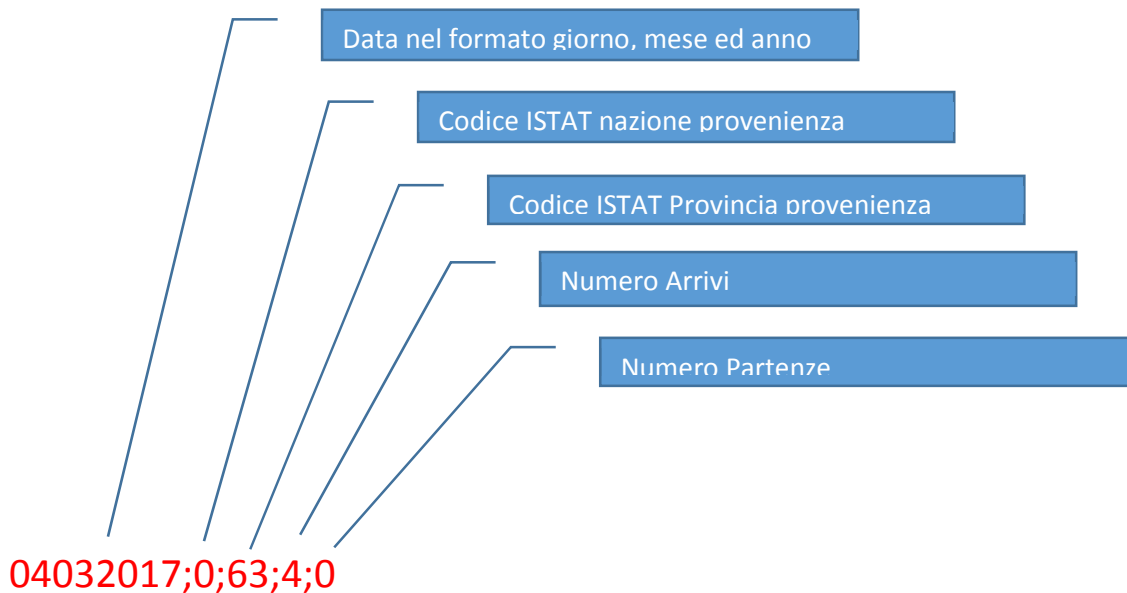 Data nel formato giorno, mese ed anno
Codice ISTAT nazione provenienza
Codice ISTAT Provincia provenienza
Numero Arrivi
Numero Partenze
04032017;0;63;4;0